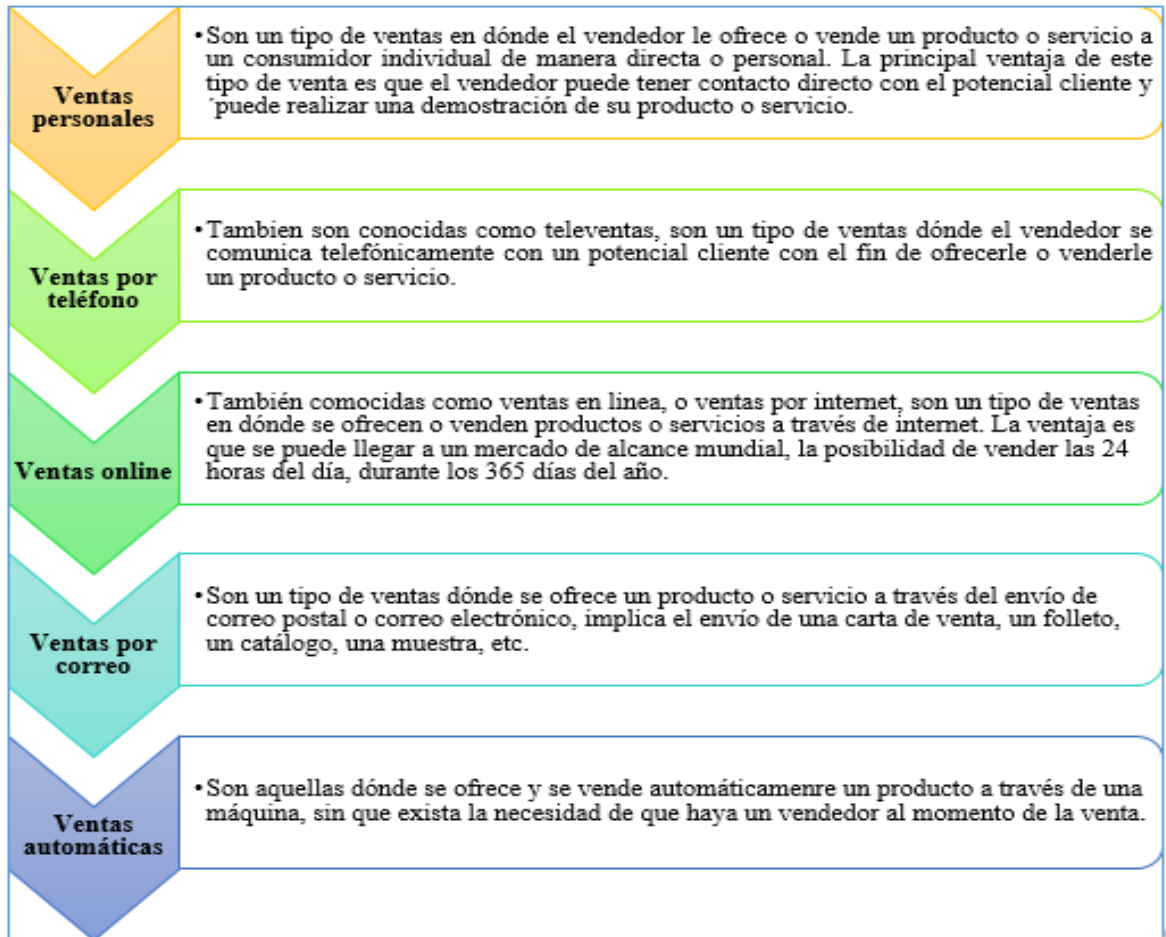 Ventas
personales
•Son un tipo de ventas en dónde el vendedor le ofrece o vende un producto o servicio a
un consumidor individual de manera directa o personal. La principal ventaja de este
tipo de venta es que el vendedor puede tener contacto directo con el potencial cliente y
´puede realizar una demostración de su producto o servicio.
Ventas por
teléfono
•Tambien son conocidas como televentas, son un tipo de ventas dónde el vendedor se
comunica telefónicamente con un potencial cliente con el fín de ofrecerle o venderle
un producto o servicio.
Ventas online
•También comocidas como ventas en linea, o ventas por internet, son un tipo de ventas
en dónde se ofrecen o venden productos o servicios a través de internet. La ventaja es
que se puede llegar a un mercado de alcance mundial, la posibilidad de vender las 24
horas del día, durante los 365 días del año.
Ventas por
correo
•Son un tipo de ventas dónde se ofrece un producto o servicio a través del envío de
correo postal o correo electrónico, implica el envío de una carta de venta, un folleto,
un catálogo, una muestra, etc.
Ventas
automáticas
•Son aquellas dónde se ofrece y se vende automáticamenre un producto a través de una
máquina, sin que exista la necesidad de que haya un vendedor al momento de la venta.